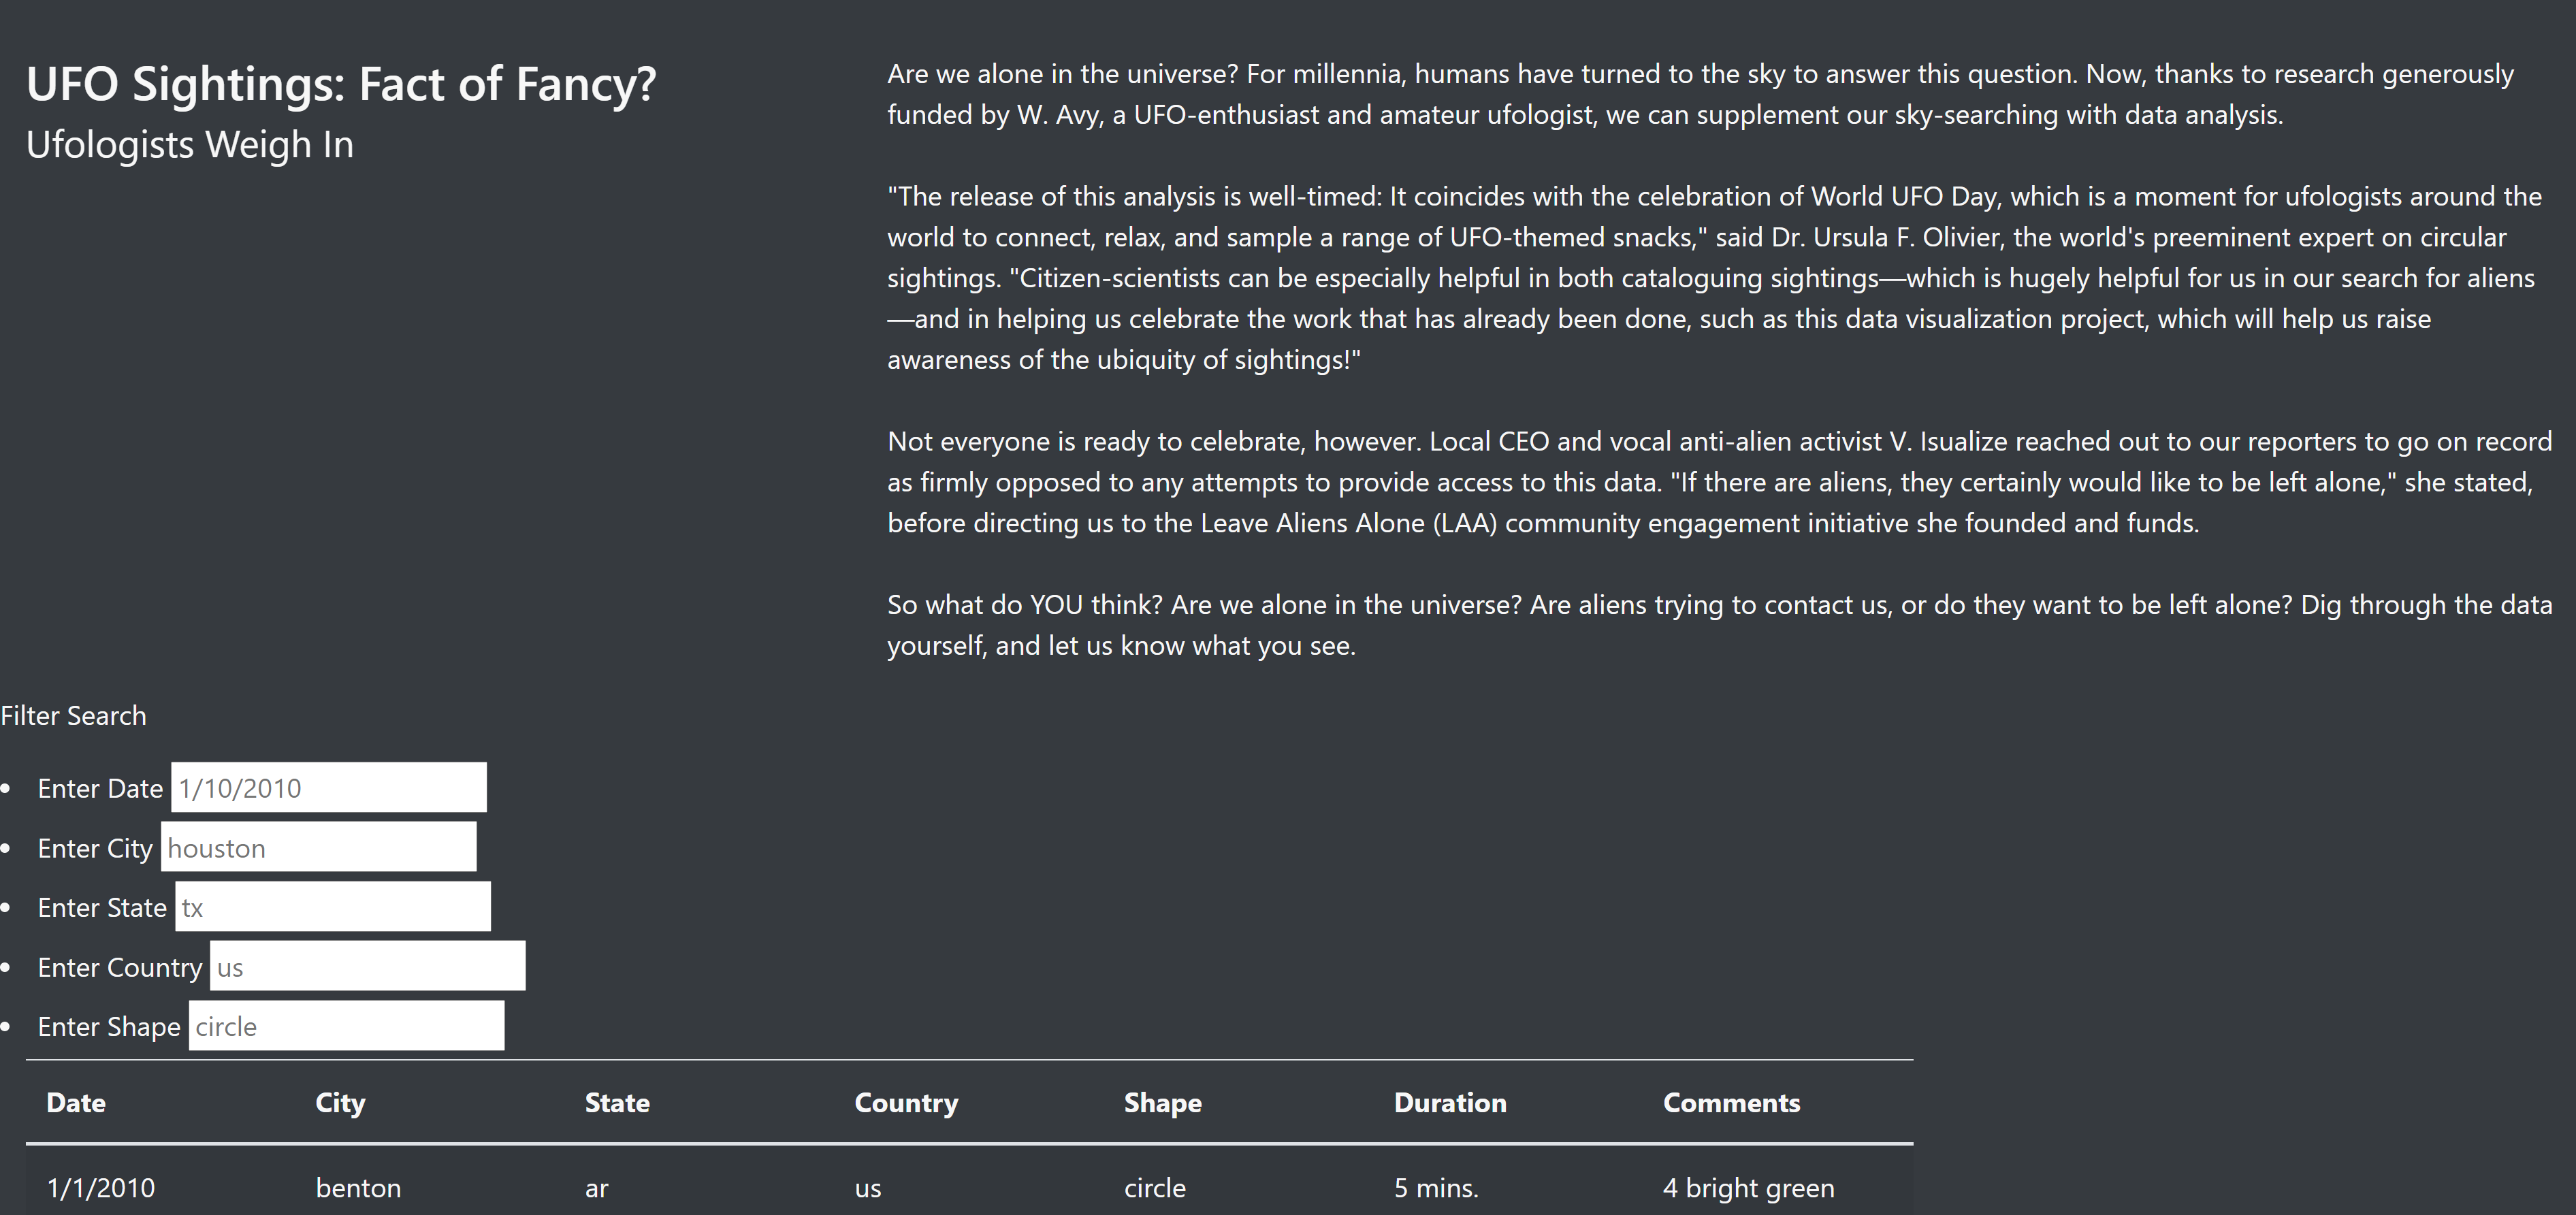 UFO Sightings: Fact of Fancy?
Ufologists Weigh In
Are we alone in the universe? For millennia, humans have turned to the sky to answer this question. Now, thanks to research generously
funded by W. Avy, a UFO-enthusiast and amateur ufologist, we can supplement our sky-searching with data analysis.
"The release of this analysis is well-timed: It coincides with the celebration of World UFO Day, which is a moment for ufologists around the
world to connect, relax, and sample a range of UFO-themed snacks," said Dr. Ursula F. Olivier, the world's preeminent expert on circular
sightings. "Citizen-scientists can be especially helpful in both cataloguing sightings—which is hugely helpful for us in our search for aliens
—and in helping us celebrate the work that has already been done, such as this data visualization project, which will help us raise
awareness of the ubiquity of sightings!"
Not everyone is ready to celebrate, however. Local CEO and vocal anti-alien activist V. Isualize reached out to our reporters to go on record
as firmly opposed to any attempts to provide access to this data. "If there are aliens, they certainly would like to be left alone," she stated,
before directing us to the Leave Aliens Alone (LAA) community engagement initiative she founded and funds.
So what do YOU think? Are we alone in the universe? Are aliens trying to contact us, or do they want to be left alone? Dig through the data
yourself, and let us know what you see.
Filter Search
• Enter Date 1/10/2010
• Enter City houston
• Enter State tx
• Enter Country us
• Enter Shape circle
Date City State Country Shape Duration Comments
1/1/2010 benton ar us circle 5 mins. 4 bright green